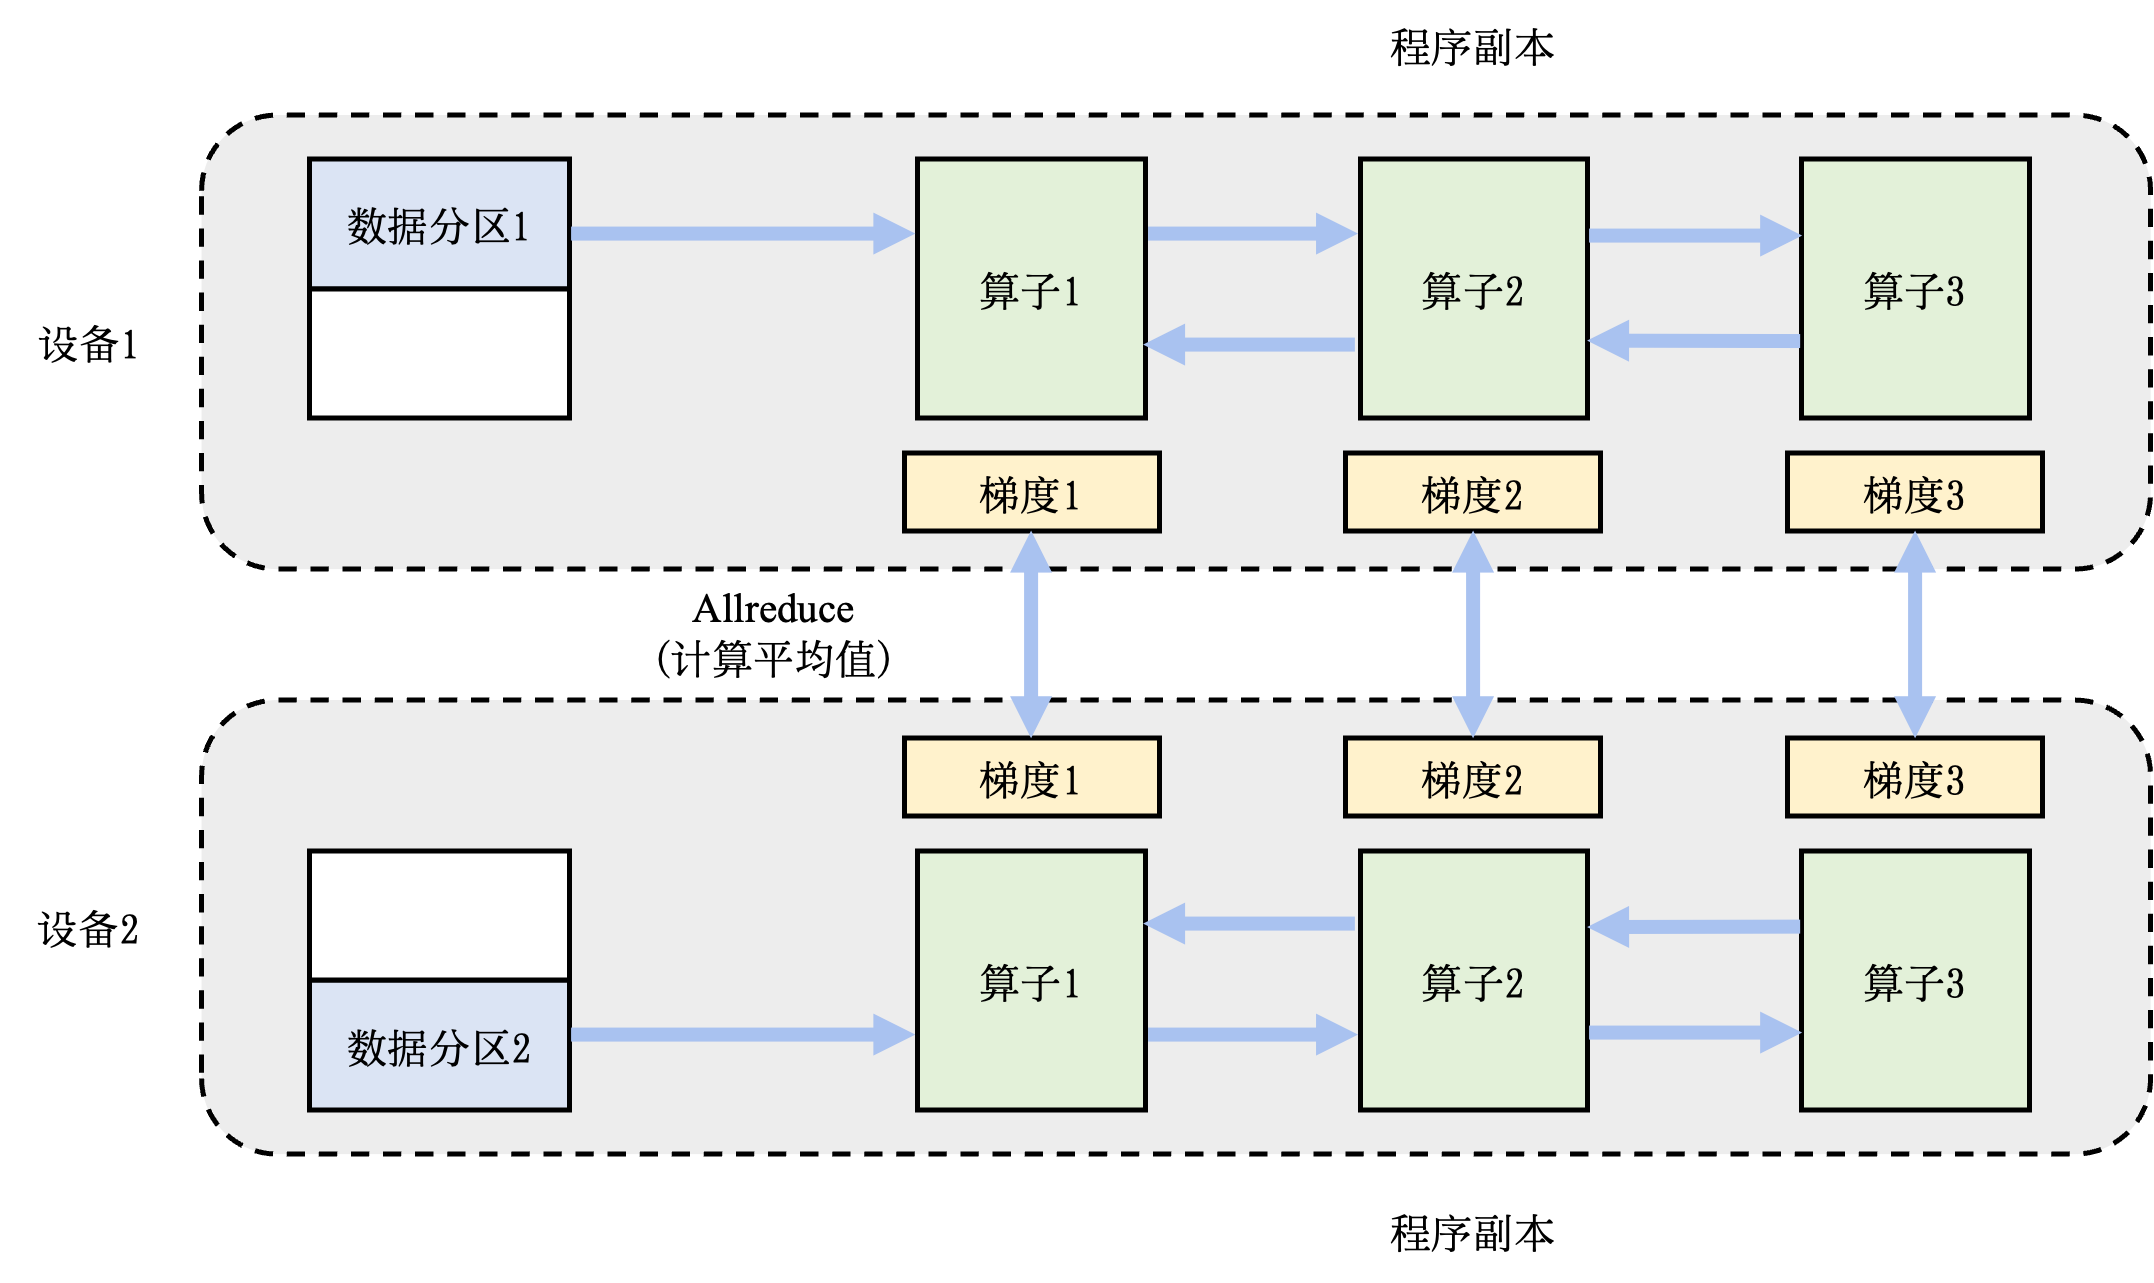 程序副本
数据分区1
算子1
算子2
算子3
设备1
梯度1
梯度2
梯度3
Allreduce
(计算平均值)
梯度1
梯度2
梯度3
设备2
算子1
算子2
算子3
数据分区2
程序副本